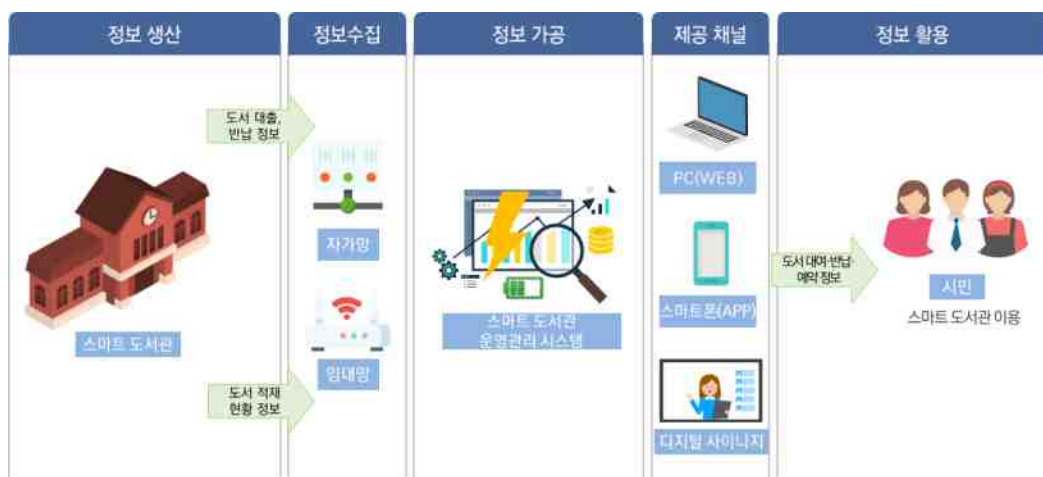 정보 생산
정보수집
정보 가공
제공 채널
정보 활용
도서 대출,
반납 정보
스마트 도서관
도서 적재
현황 정보
자가망
임대망
스마트 도서관
운영관리 시스템
PC(WEB)
스마트폰(APP)
디지털 사이니지
도서 대여·반납·
예약 정보
시민
스마트 도서관 이용